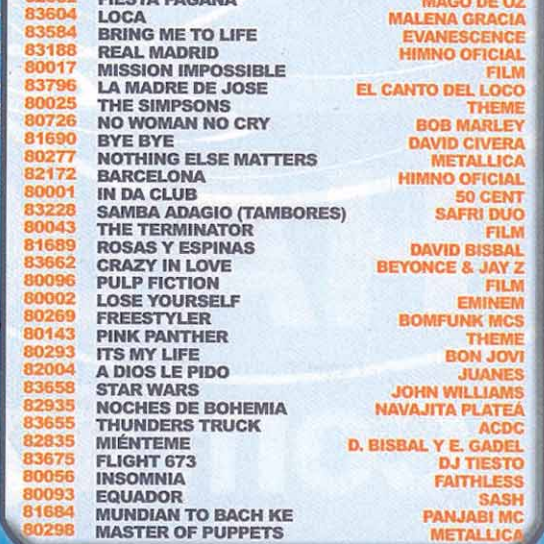 FIESTA PAGANA MAGO DE OZ
83604 LOCA MALENA GRACIA
83584 BRING ME TO LIFE EVANESCENCE
83188 REAL MADRID HIMNO OFICIAL
80017 MISSION IMPOSSIBLE FILM
83796 LA MADRE DE JOSE EL CANTO DEL LOCO
80025 THE SIMPSONS THEME
80726 NO WOMAN NO CRY BOB MARLEY
81690 BYE BYE DAVID CIVERA
80277 NOTHING ELSE MATTERS METALLICA
82172 BARCELONA HIMNO OFICIAL
80001 IN DA CLUB 50 CENT
83228 SAMBA ADAGIO (TAMBORES) SAFRI DUO
80043 THE TERMINATOR FILM
81689 ROSAS Y ESPINAS DAVID BISBAL
83662 CRAZY IN LOVE BEYONCE & JAY Z
80096 PULP FICTION FILM
80002 LOSE YOURSELF EMINEM
80269 FREESTYLER BOMFUNK MCS
80143 PINK PANTHER THEME
80293 ITS MY LIFE BON JOVI
82004 A DIOS LE PIDO JUANES
83658 STAR WARS JOHN WILLIAMS
82935 NOCHES DE BOHEMIA NAVAJITA PLATEÁ
83655 THUNDERS TRUCK ACDC
82835 MIÉNTEME D. BISBAL Y E. GADEL
83675 FLIGHT 673 DJ TIESTO
80056 INSOMNIA FAITHLESS
80093 EQUADOR SASH
81684 MUNDIAN TO BACH KE PANJABI MC
80298 MASTER OF PUPPETS METALLICA